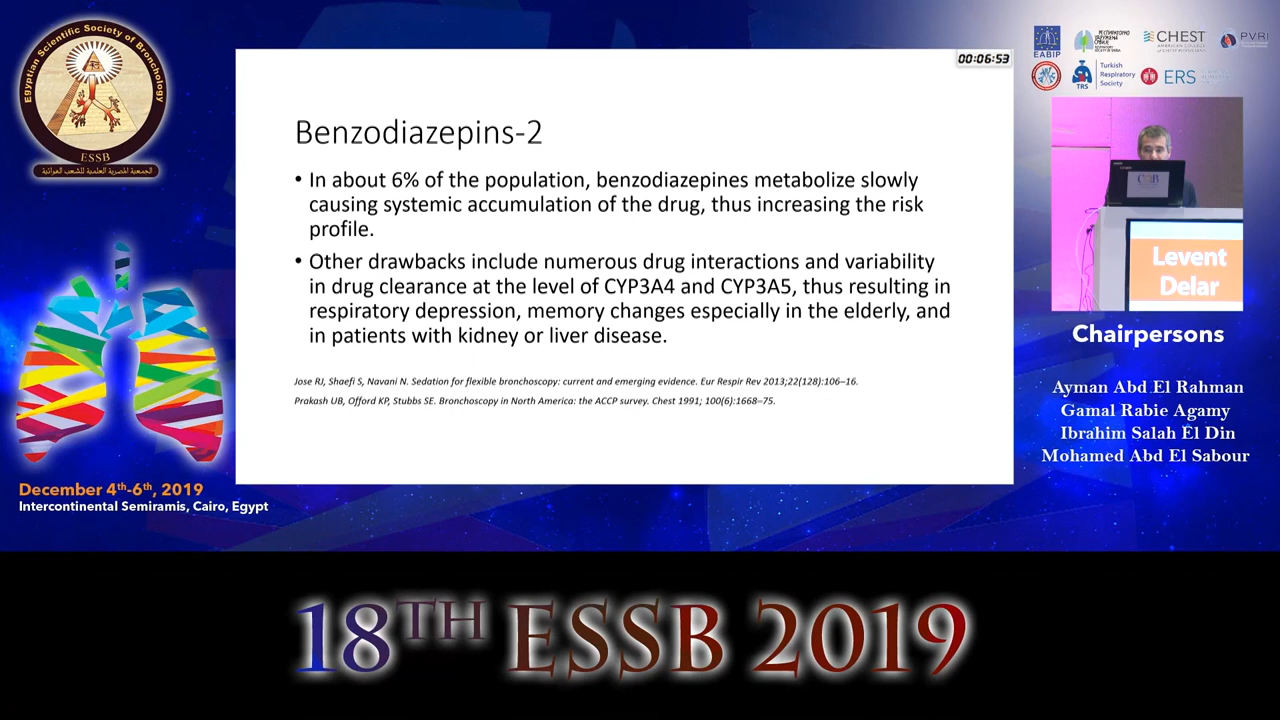 Egyptian Scientific Society of Bronchology
ESSB
الجمعية المصرية العلمية للشعب الهوائية
December 4th-6th, 2019
Intercontinental Semiramis, Cairo, Egypt
00:06:53
Benzodiazepins-2
• In about 6% of the population, benzodiazepines metabolize slowly
causing systemic accumulation of the drug, thus increasing the risk
profile.
• Other drawbacks include numerous drug interactions and variability
in drug clearance at the level of CYP3A4 and CYP3A5, thus resulting in
respiratory depression, memory changes especially in the elderly, and
in patients with kidney or liver disease.
Jose RJ, Shaefi S, Navani N. Sedation for flexible bronchoscopy: current and emerging evidence. Eur Respir Rev 2013;22(128):106–16.
Prakash UB, Offord KP, Stubbs SE. Bronchoscopy in North America: the ACCP survey. Chest 1991; 100(6):1668–75.
EABIP
CHEST
PVRI
TRS
Turkish
Respiratory
Society
ERS
Levent
Delar
Chairpersons
Ayman Abd El Rahman
Gamal Rabie Agamy
Ibrahim Salah El Din
Mohamed Abd El Sabour
18TH ESSB 2019